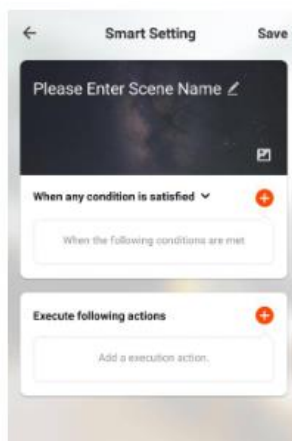 Smart Setting Save
Please Enter Scene Name
When any condition is satisfied
When the following conditions are met
Execute following actions
Add a execution action.